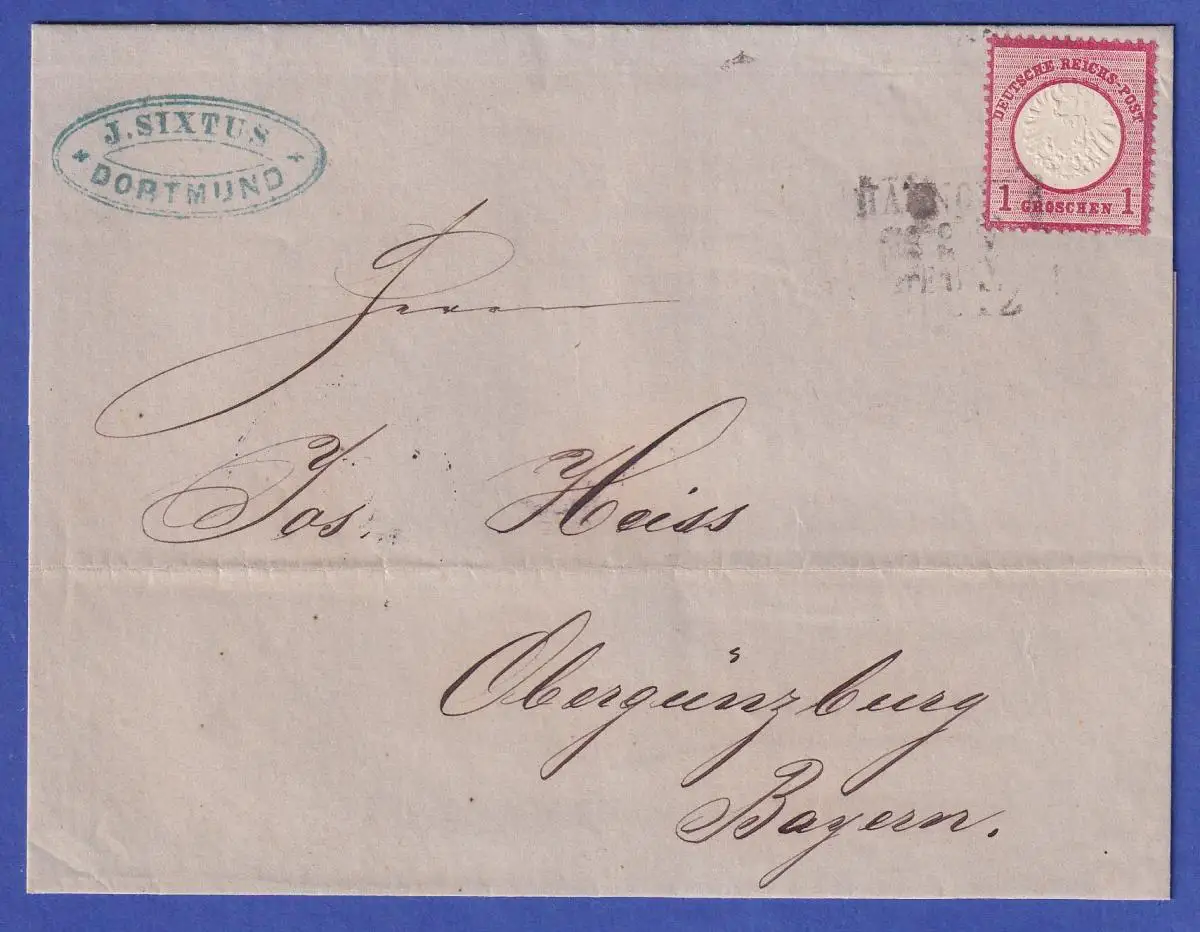 J. SIXTUS
DORTMUND
DEUTSCHE REICHS-POST
1 GROSCHEN 1
Herrn
Jos. Heiss
Obergünzburg
Bayern.